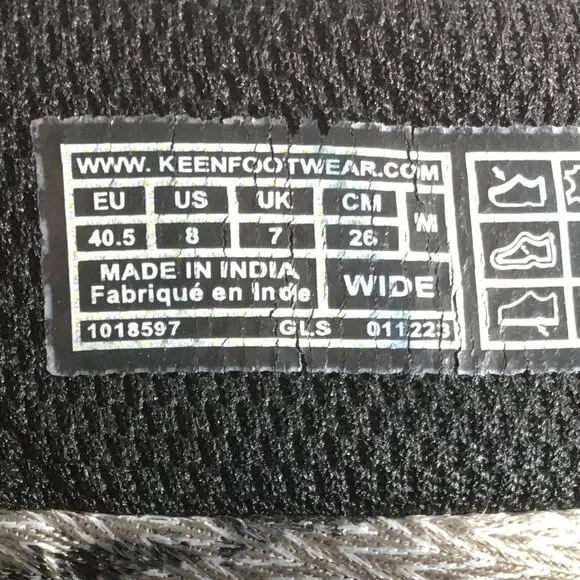 WWW. KEENFOOTWEAR.COM
EU US UK CM M
40.5 8 7 26
MADE IN INDIA
Fabriqué en Inde
WIDE
1018597 GLS 011223